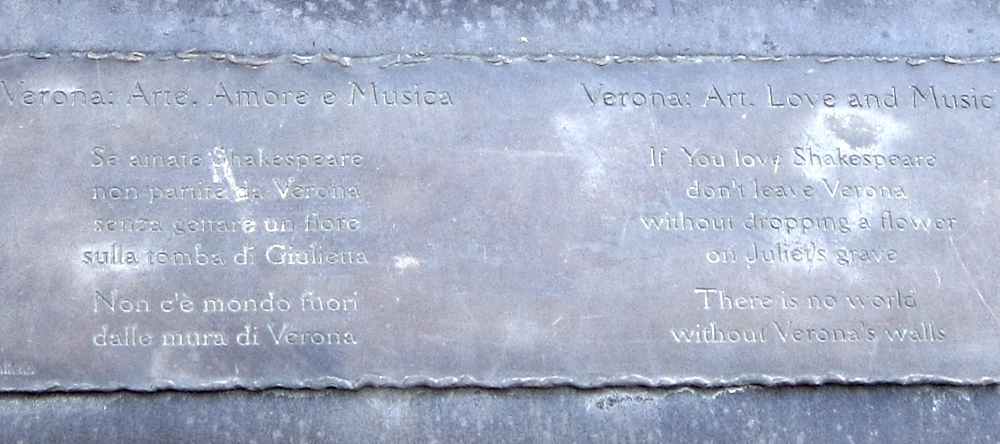 Verona: Arte, Amore e Musica
Se amate Shakespeare
non partite da Verona
senza gettare un fiore
sulla tomba di Giulietta
Non c'è mondo fuori
dalle mura di Verona
Verona: Art, Love and Music
If You love Shakespeare
don't leave Verona
without dropping a flower
on Juliet's grave
There is no world
without Verona's walls